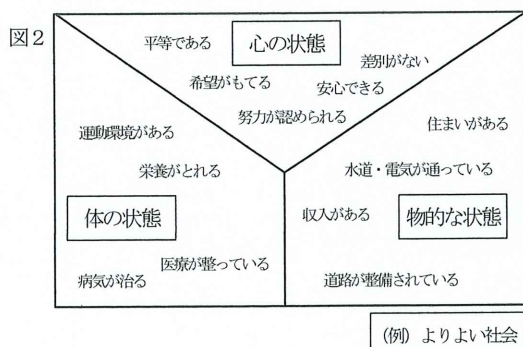 図2
平等である
心の状態
差別がない
希望がもてる
安心できる
努力が認められる
運動環境がある
住まいがある
栄養がとれる
水道・電気が通っている
体の状態
収入がある
物的な状態
医療が整っている
病気が治る
道路が整備されている
(例) よりよい社会